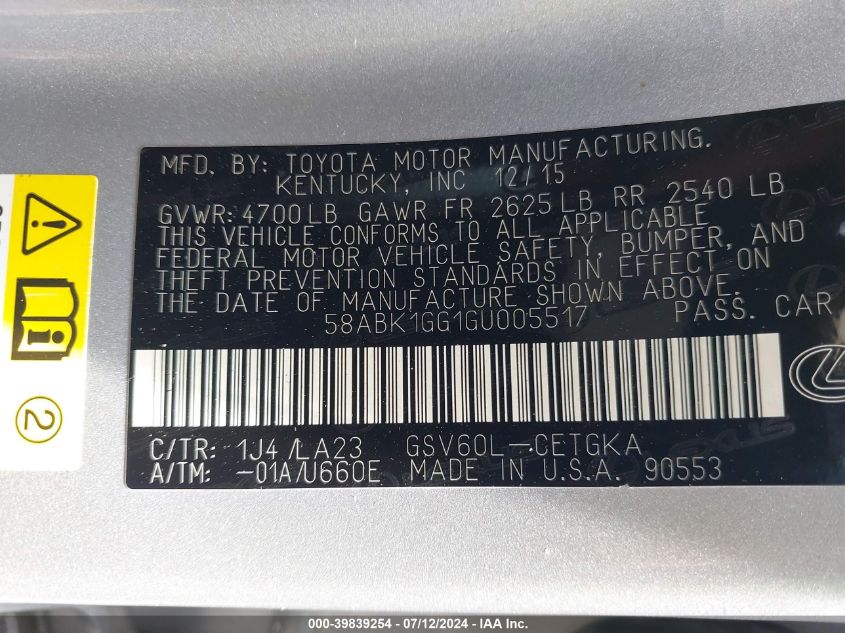 MFD. BY: TOYOTA MOTOR MANUFACTURING.
KENTUCKY, INC 12/15
GVWR: 4700LB GAWR FR 2625LB RR 2540 LB
THIS VEHICLE CONFORMS TO ALL APPLICABLE
FEDERAL MOTOR VEHICLE SAFETY, BUMPER, AND
THEFT PREVENTION STANDARDS IN EFFECT ON
THE DATE OF MANUFACTURE SHOWN ABOVE.
58ABK1GG1GU005517 PASS. CAR
C/TR: 1J4 /LA23 GSV60L-CETGKA
A/TM: -01A/U660E MADE IN U.S.A. 90553
2
000-39839254 - 07/12/2024 - IAA Inc.